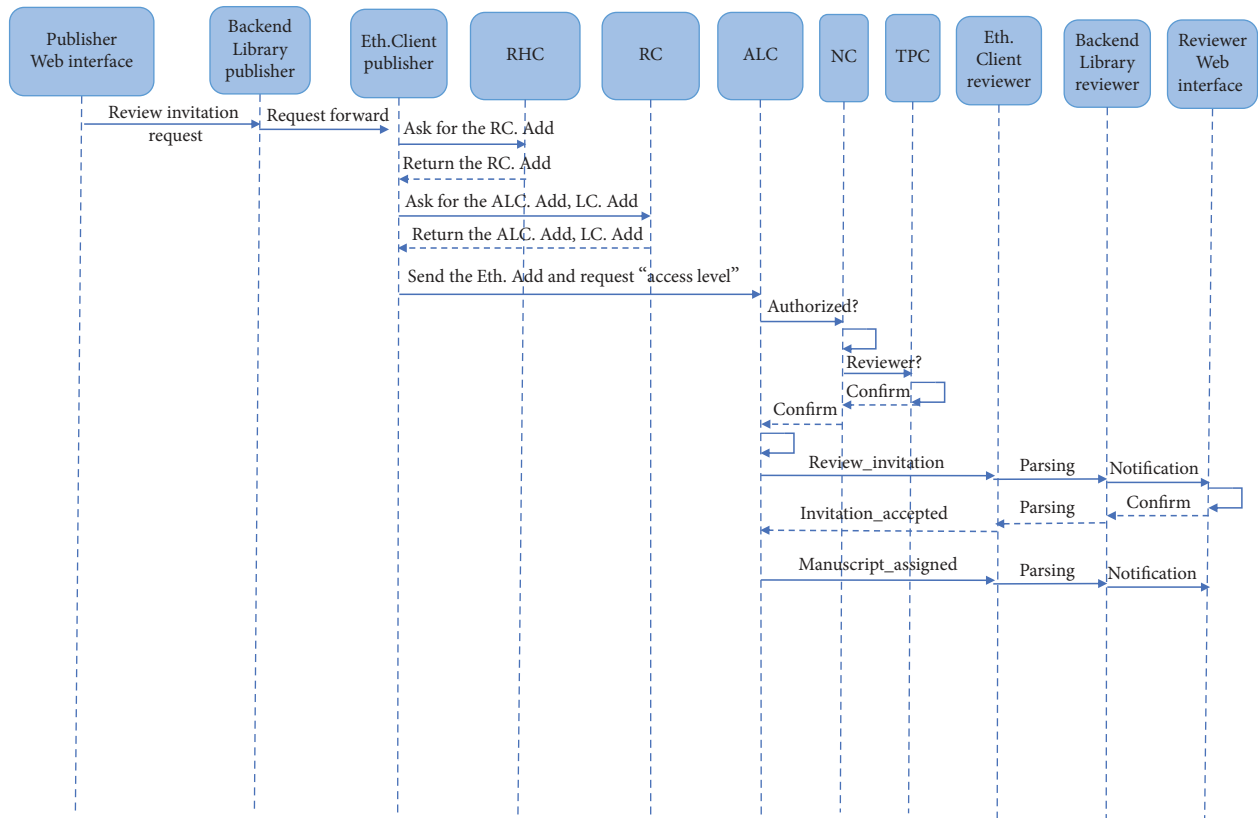 Publisher
Web interface
Backend
Library
publisher
Eth.Client
publisher
RHC
RC
ALC
NC
TPC
Eth.
Client
reviewer
Backend
Library
reviewer
Reviewer
Web
interface
Review invitation
request
Request forward
Ask for the RC. Add
Return the RC. Add
Ask for the ALC. Add, LC. Add
Return the ALC. Add, LC. Add
Send the Eth. Add and request “access level”
Authorized?
Reviewer?
Confirm
Confirm
Review_invitation
Parsing
Notification
Confirm
Parsing
Invitation_accepted
Manuscript_assigned
Parsing
Notification